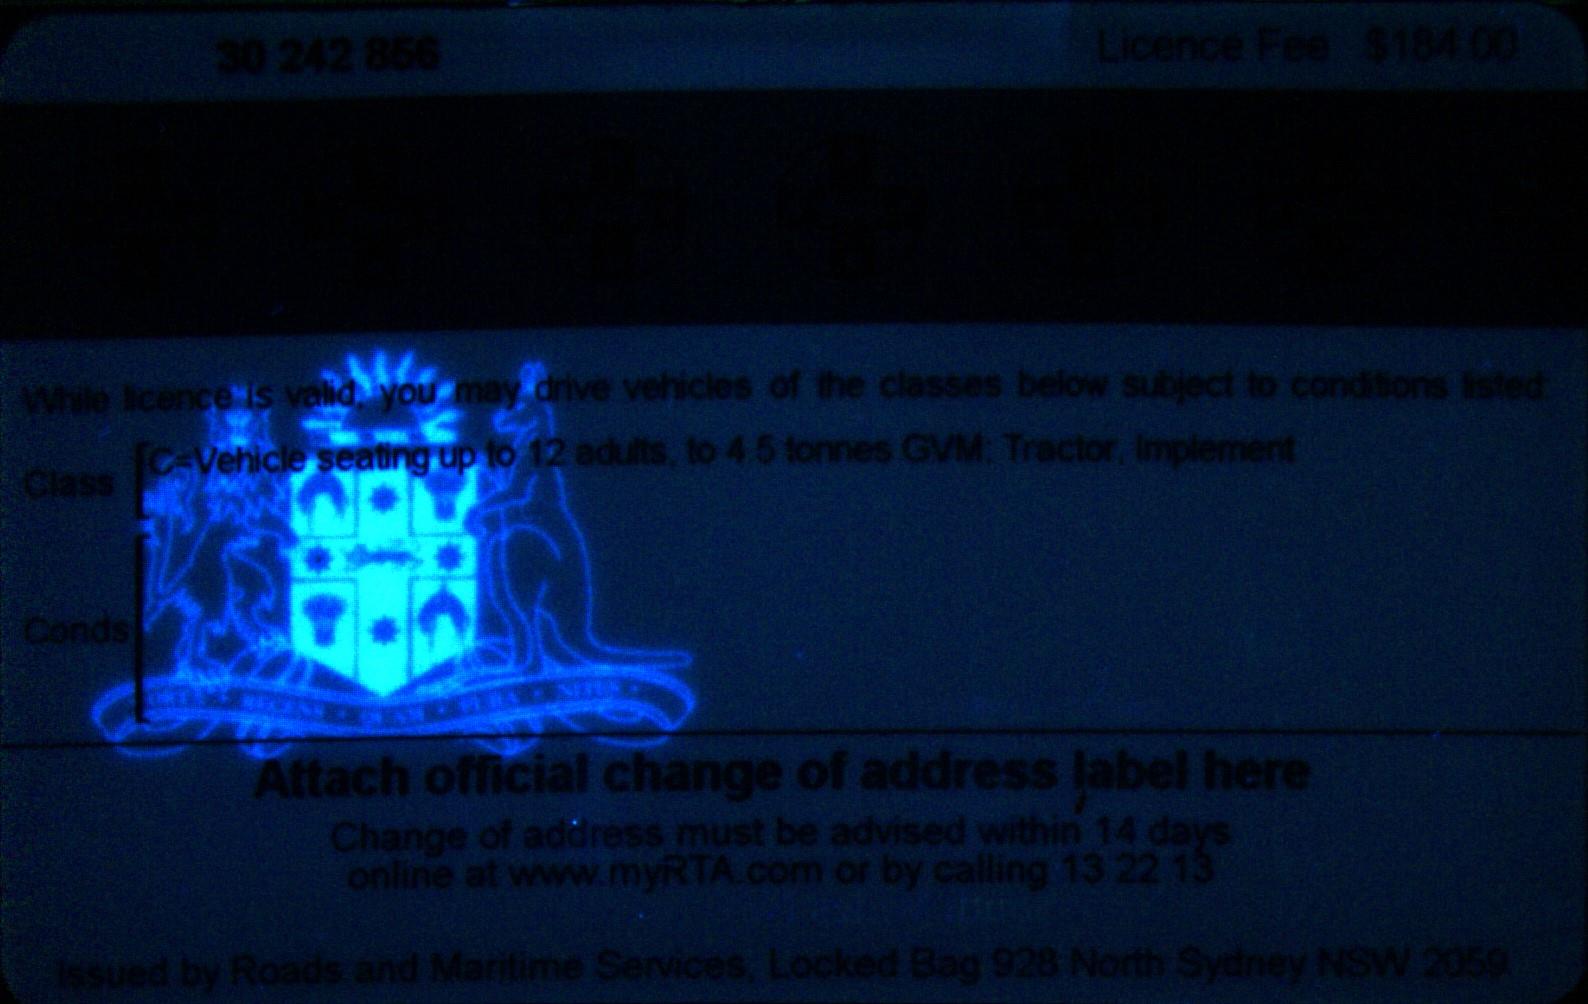 30 242 856
Licence Fee $184.00
While licence is valid, you may drive vehicles of the classes below subject to conditions listed:
Class
C=Vehicle seating up to 12 adults, to 4.5 tonnes GVM; Tractor, Implement
Conds
Attach official change of address label here
Change of address must be advised within 14 days
online at www.myRTA.com or by calling 13 22 13
Issued by Roads and Maritime Services, Locked Bag 928 North Sydney NSW 2059